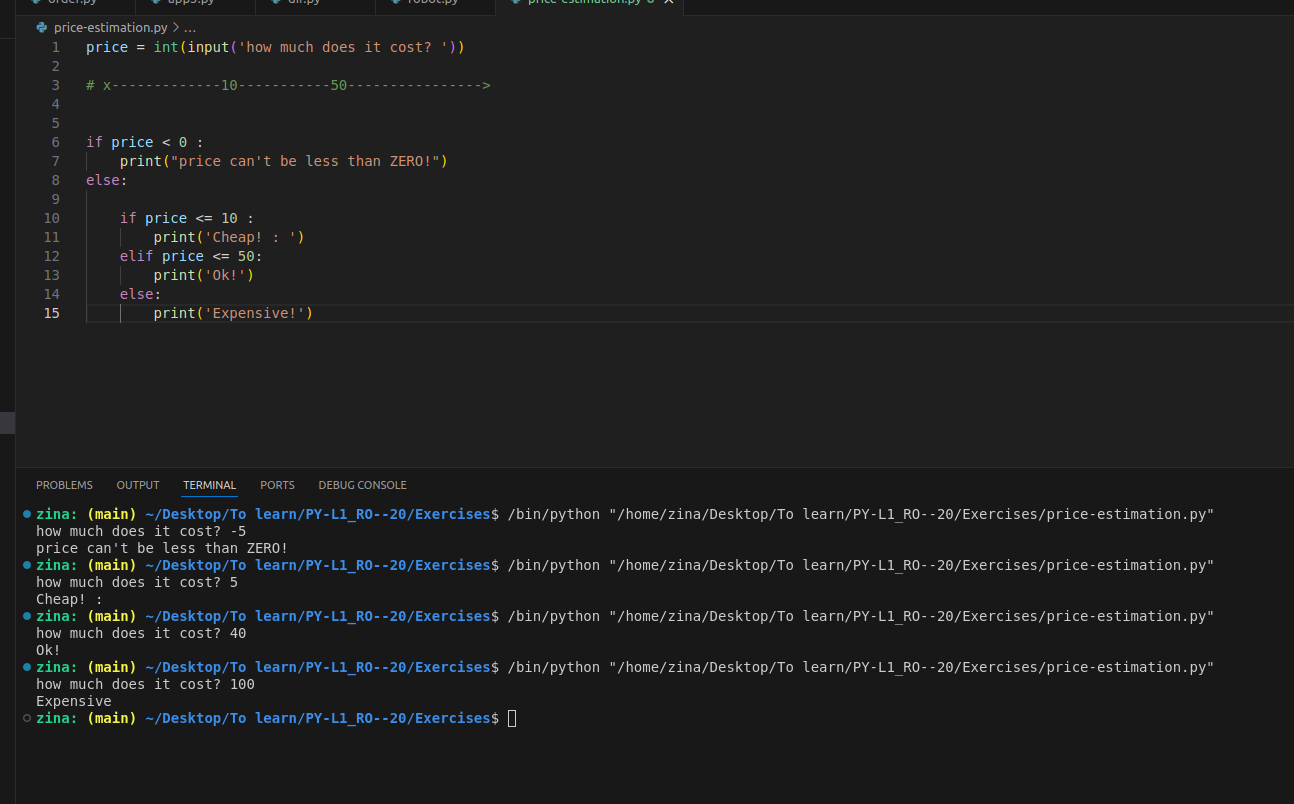 order.py app5.py dir.py robot.py price-estimation.py 6 ×
price-estimation.py > ...
1 price = int(input('how much does it cost? '))
2
3 # x-------------10-----------50---------------->
4
5
6 if price < 0 :
7     print("price can't be less than ZERO!")
8 else:
9
10     if price <= 10 :
11         print('Cheap! : ')
12     elif price <= 50:
13         print('Ok!')
14     else:
15         print('Expensive!')
PROBLEMS OUTPUT TERMINAL PORTS DEBUG CONSOLE
zina: (main) ~/Desktop/To learn/PY-L1_RO--20/Exercises$ /bin/python "/home/zina/Desktop/To learn/PY-L1_RO--20/Exercises/price-estimation.py"
how much does it cost? -5
price can't be less than ZERO!
zina: (main) ~/Desktop/To learn/PY-L1_RO--20/Exercises$ /bin/python "/home/zina/Desktop/To learn/PY-L1_RO--20/Exercises/price-estimation.py"
how much does it cost? 5
Cheap! :
zina: (main) ~/Desktop/To learn/PY-L1_RO--20/Exercises$ /bin/python "/home/zina/Desktop/To learn/PY-L1_RO--20/Exercises/price-estimation.py"
how much does it cost? 40
Ok!
zina: (main) ~/Desktop/To learn/PY-L1_RO--20/Exercises$ /bin/python "/home/zina/Desktop/To learn/PY-L1_RO--20/Exercises/price-estimation.py"
how much does it cost? 100
Expensive
zina: (main) ~/Desktop/To learn/PY-L1_RO--20/Exercises$